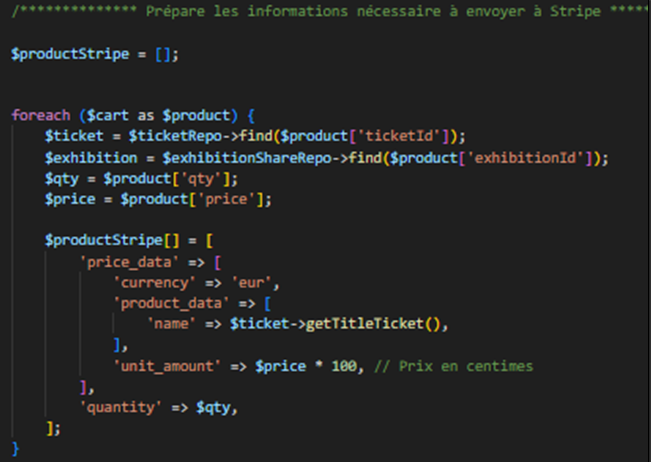 /************** Prépare les informations nécessaire à envoyer à Stripe *****
$productStripe = [];
foreach ($cart as $product) {
$ticket = $ticketRepo->find($product['ticketId']);
$exhibition = $exhibitionShareRepo->find($product['exhibitionId']);
$qty = $product['qty'];
$price = $product['price'];
$productStripe[] = [
'price_data' => [
'currency' => 'eur',
'product_data' => [
'name' => $ticket->getTitleTicket(),
],
'unit_amount' => $price * 100, // Prix en centimes
],
'quantity' => $qty,
];
}